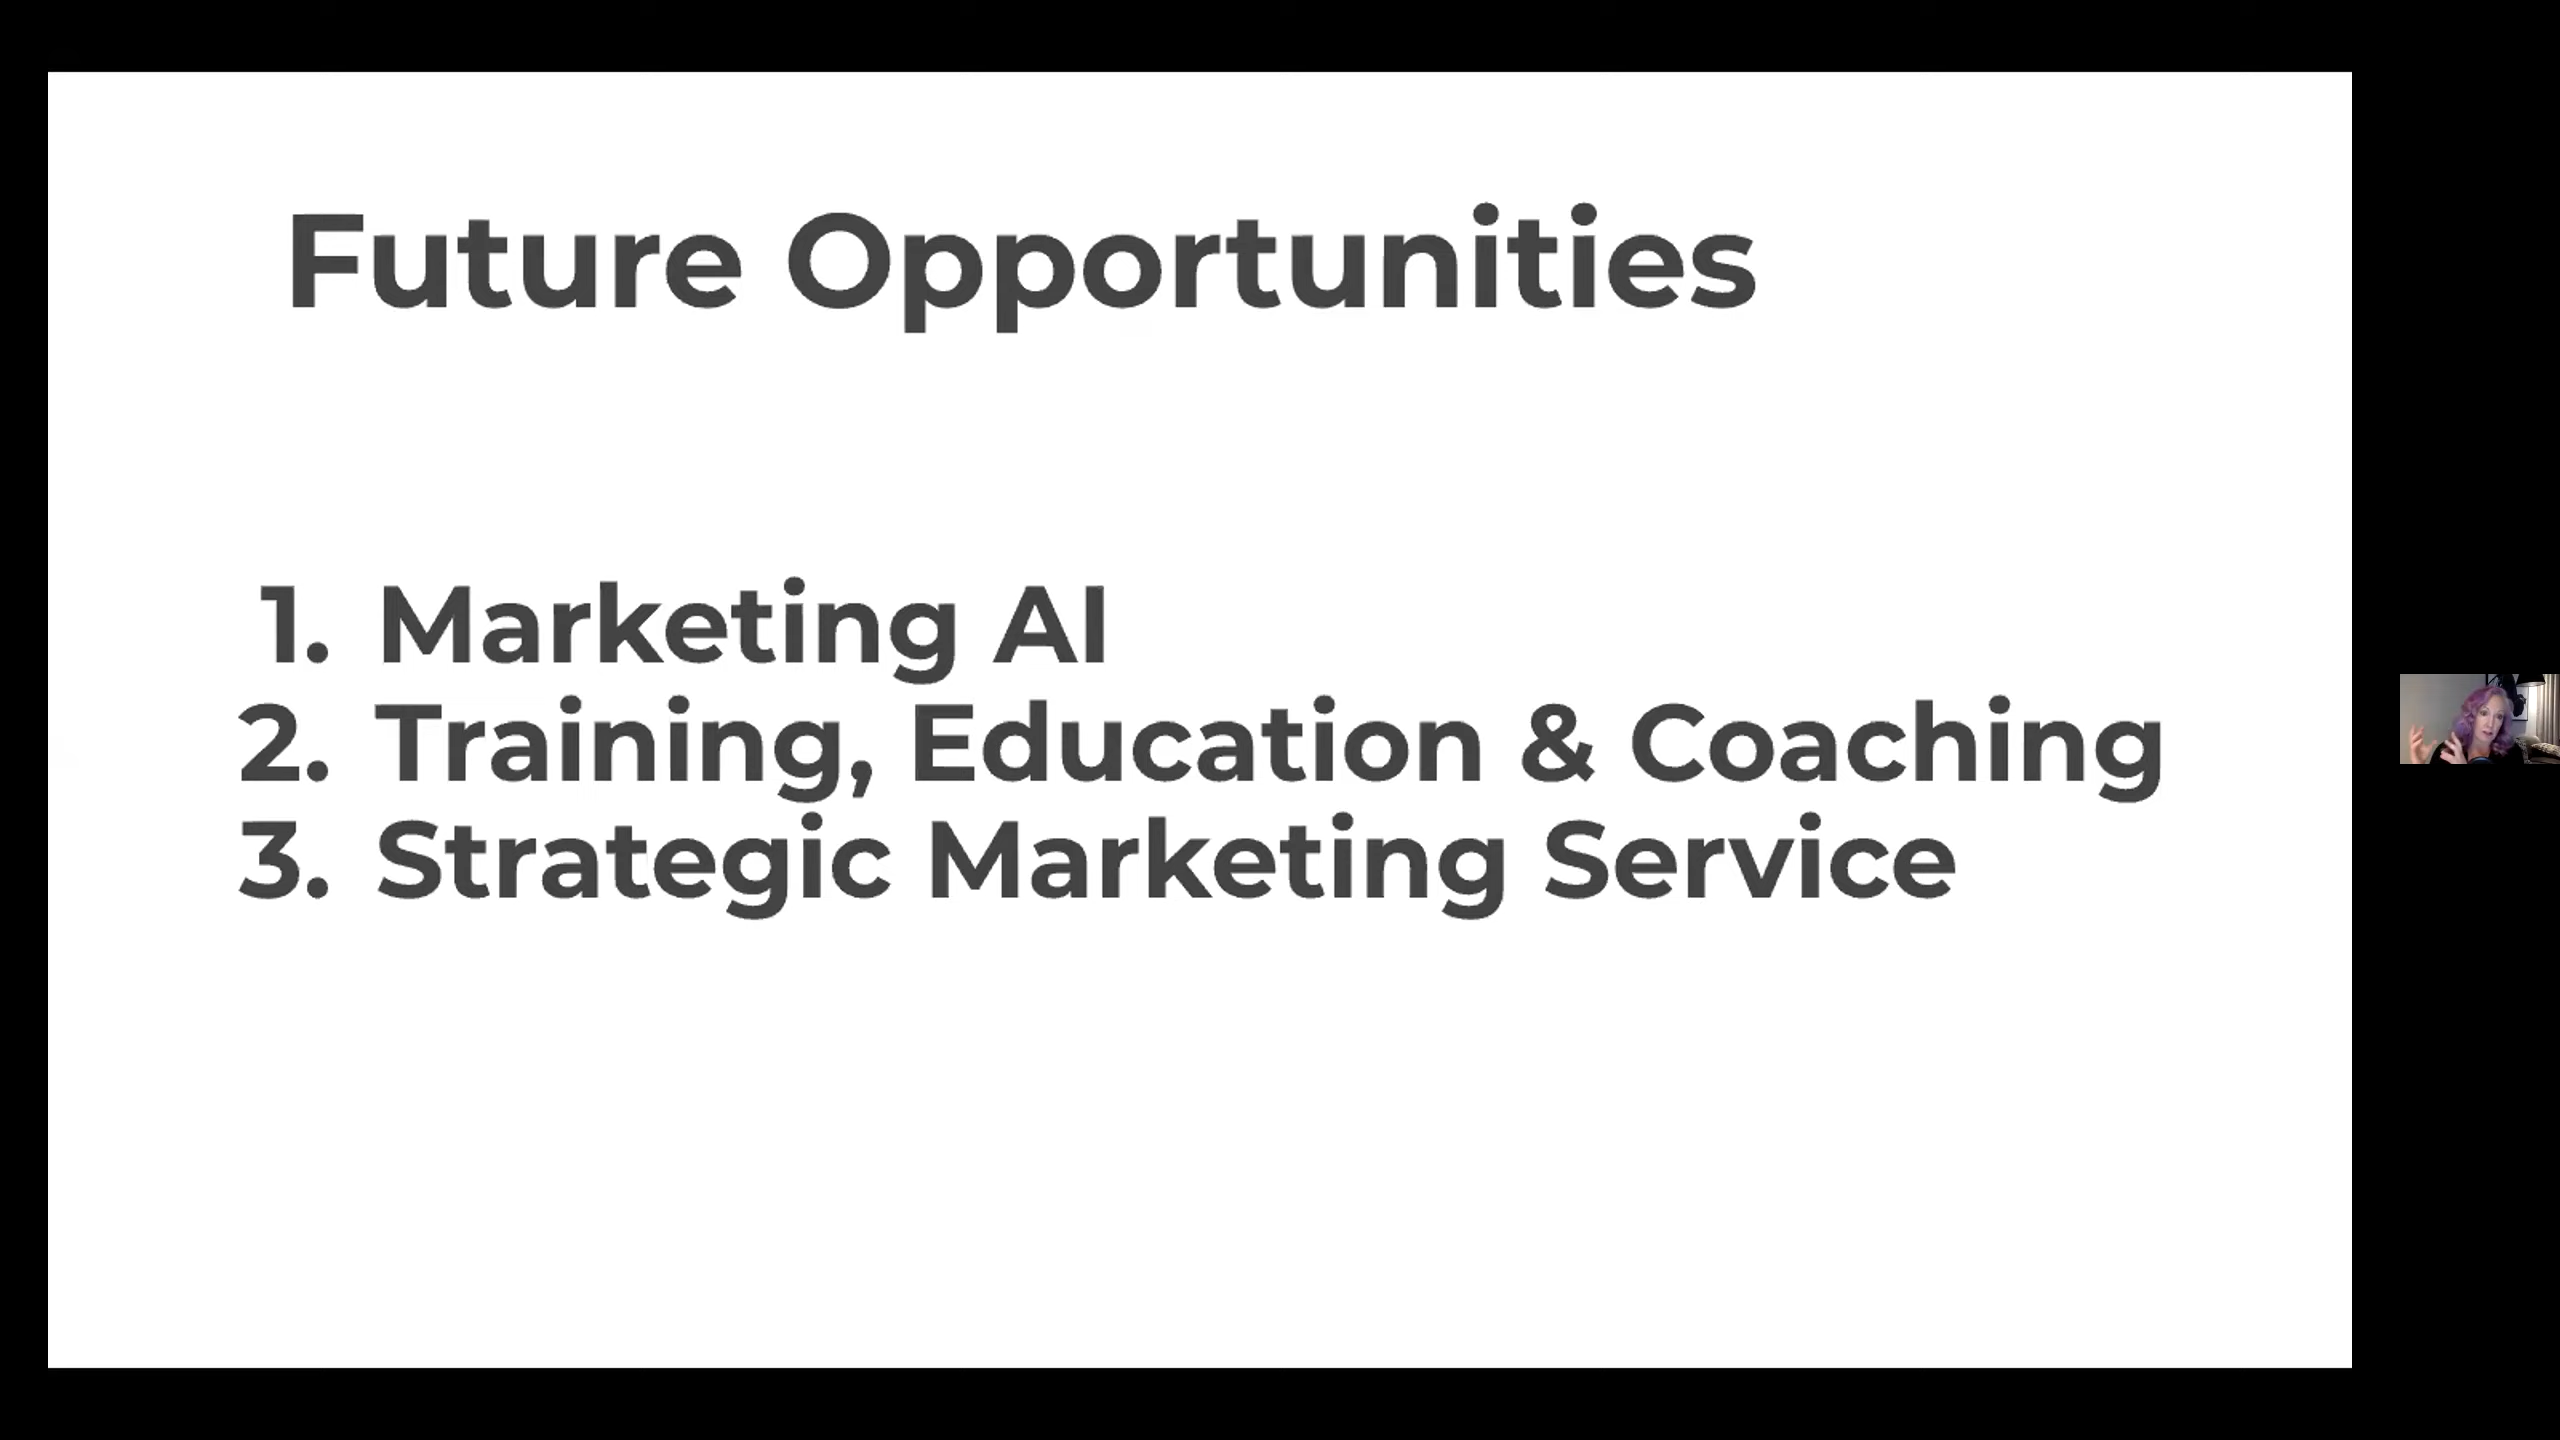 Future Opportunities
1. Marketing AI
2. Training, Education & Coaching
3. Strategic Marketing Service